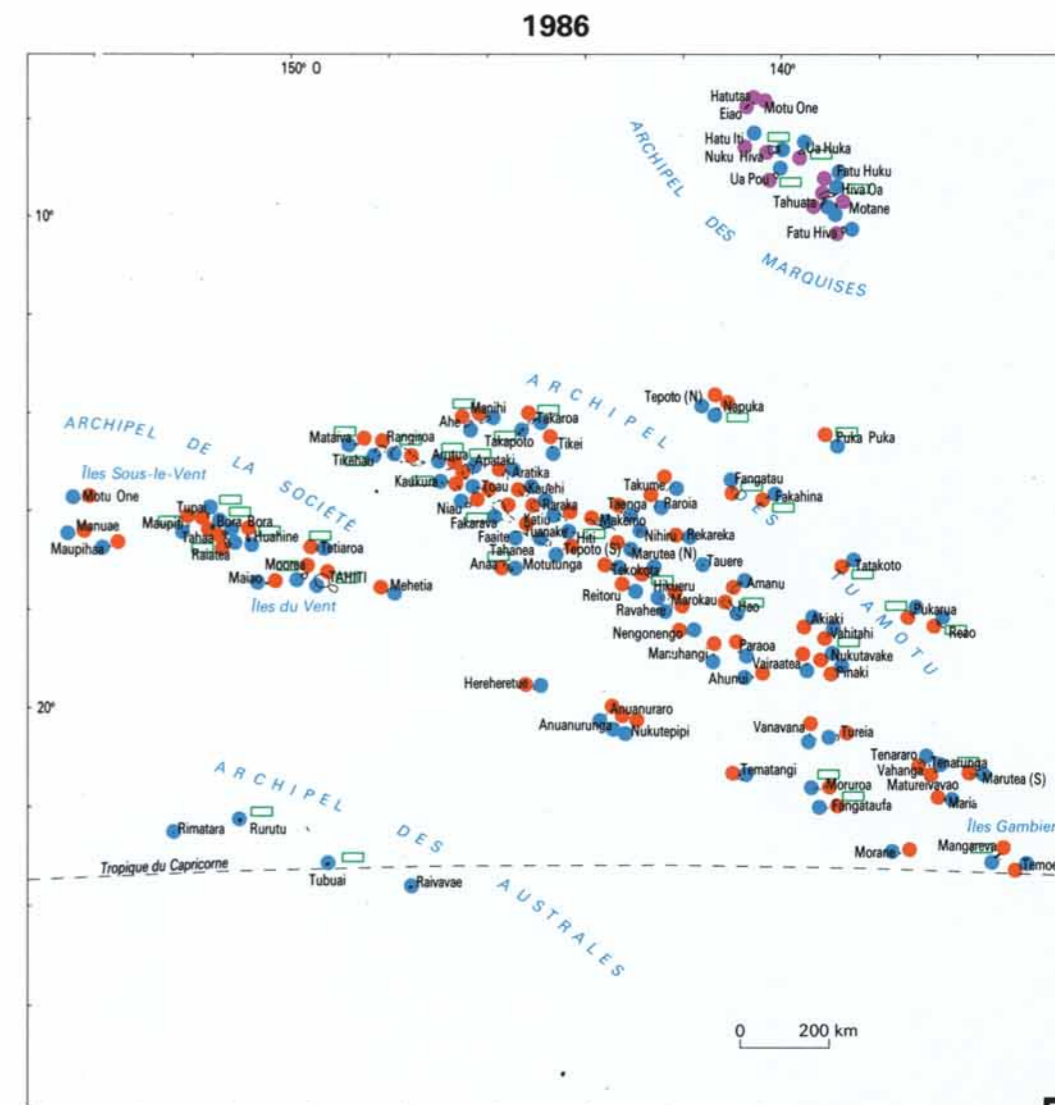 1986
150° O
140°
Hatutaa
Motu One
Eiao
Hatu Iti
Ua Huka
Nuku Hiva
Fatu Huku
Ua Pou
Hiva Oa
Tahuata
Motane
Fatu Hiva
10°
ARCHIPEL DES MARQUISES
ARCHIPEL DES TUAMOTU
Tepoto (N)
Napuka
Puka Puka
Manihi
Ahe
Takaroa
Takapoto
Tikei
ARCHIPEL DE LA SOCIÉTÉ
Mataiva
Rangiroa
Tikehau
Arutua
Apataki
Aratika
Kaukura
Toau
Kauehi
Takume
Fangatau
Fakahina
Îles Sous-le-Vent
Motu One
Niau
Raraka
Taenga
Raroia
Tupai
Fakarava
Katiu
Makemo
Manuae
Maupiti
Bora Bora
Huahine
Faaite
Tuanake
Hiti
Nihiru
Rekareka
Maupihaa
Tahaa
Raiatea
Tetiaroa
Tahanea
Tepoto (S)
Marutea (N)
Moorea
Anaa
Motutunga
Tekokota
Tauere
Tatakoto
Maiao
TAHITI
Mehetia
Reitoru
Hikueru
Amanu
Îles du Vent
Ravahere
Marokau
Hao
Pukarua
Akiaki
Reao
Nengonengo
Vahitahi
Manuhangi
Paraoa
Nukutavake
Vairaatea
Ahunui
Pinaki
Hereheretue
20°
Anuanuraro
Anuanurunga
Nukutepipi
Vanavana
Tureia
Tenararo
Tenarunga
Tematangi
Vahanga
Marutea (S)
Moruroa
Matureivavao
Fangataufa
Maria
Îles Gambier
Mangareva
Morane
Temoe
ARCHIPEL DES AUSTRALES
Rimatara
Rurutu
Tropique du Capricorne
Tubuai
Raivavae
0 200 km